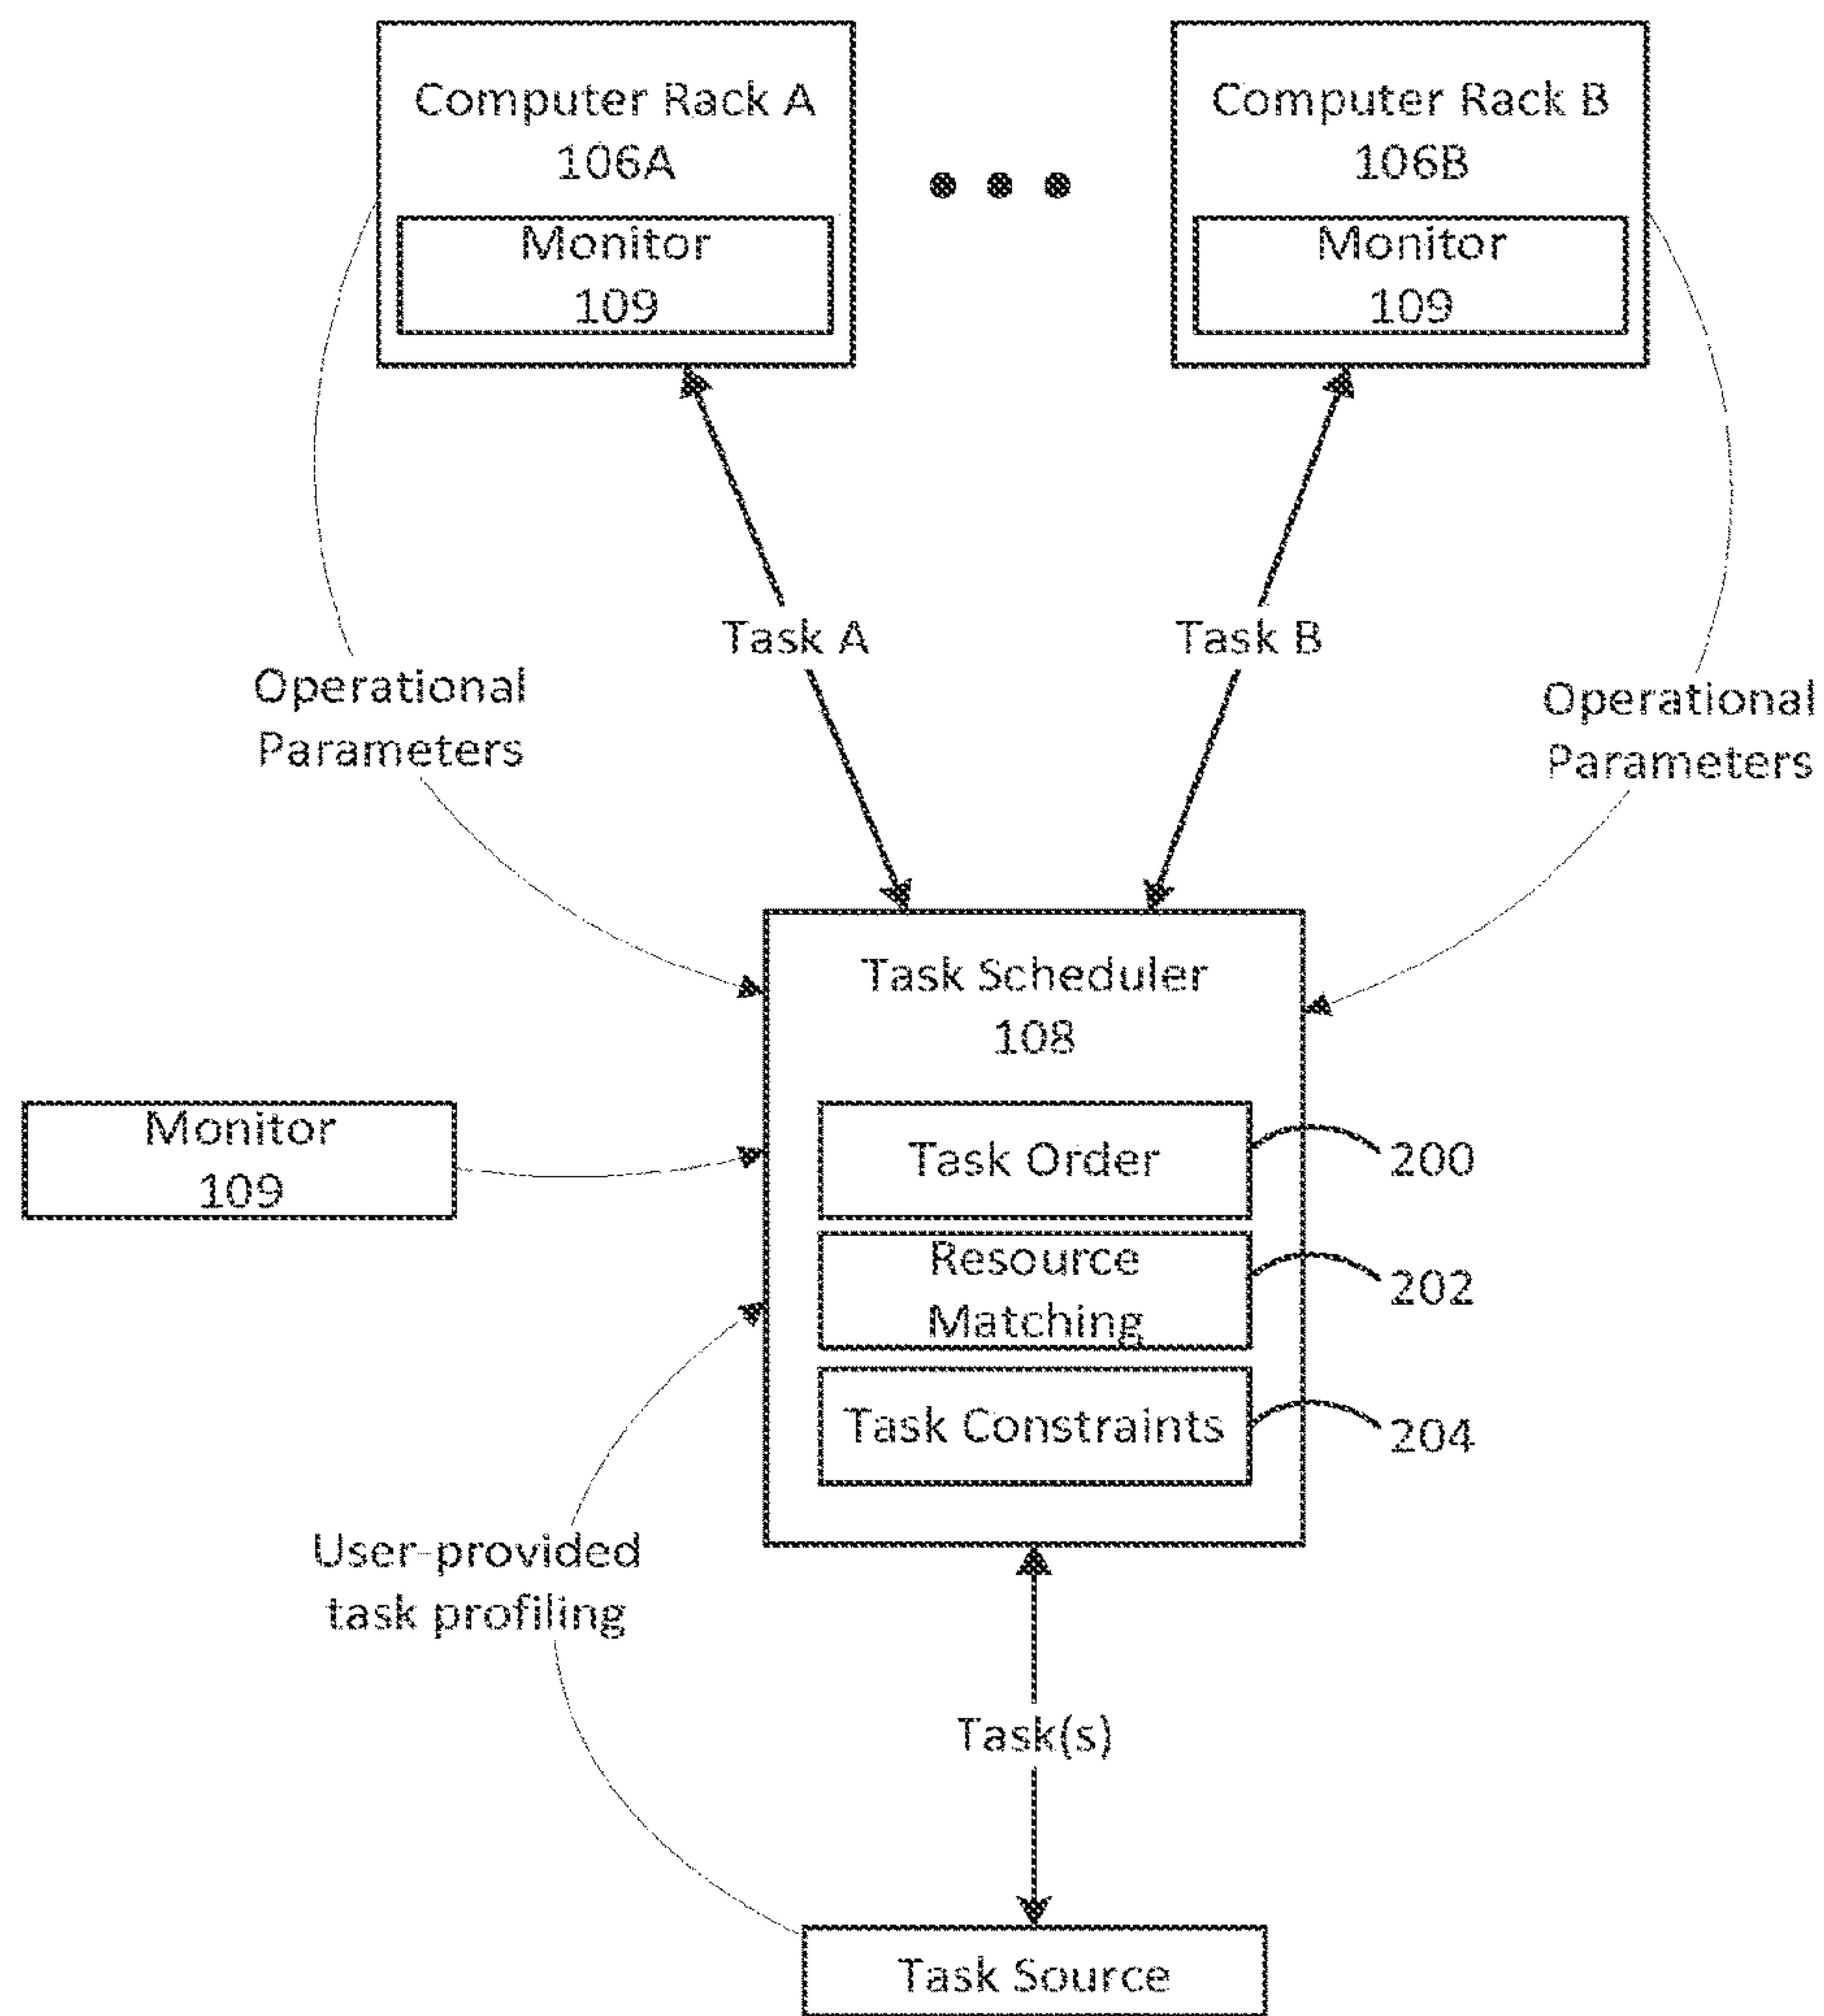 Computer Rack A
106A
Monitor
109
Computer Rack B
106B
Monitor
109
Task A
Task B
Operational
Parameters
Operational
Parameters
Task Scheduler
108
Monitor
109
Task Order
200
Resource
Matching
202
Task Constraints
204
User-provided
task profiling
Task(s)
Task Source